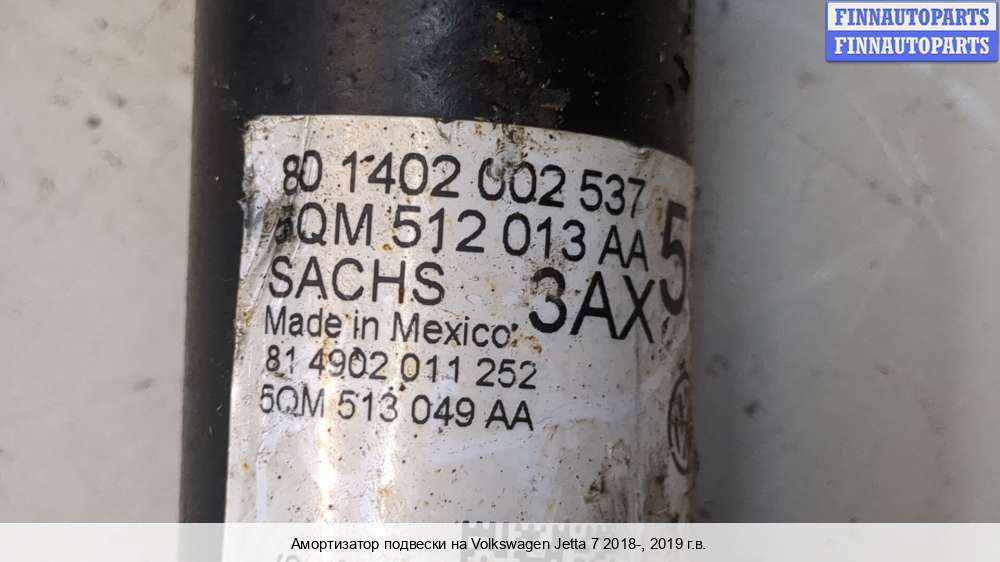 FINNAUTOPARTS
FINNAUTOPARTS
80 1402 002 537
5QM 512 013 AA
SACHS
3AX
5
Made in Mexico
81 4902 011 252
5QM 513 049 AA
Амортизатор подвески на Volkswagen Jetta 7 2018-, 2019 г.в.